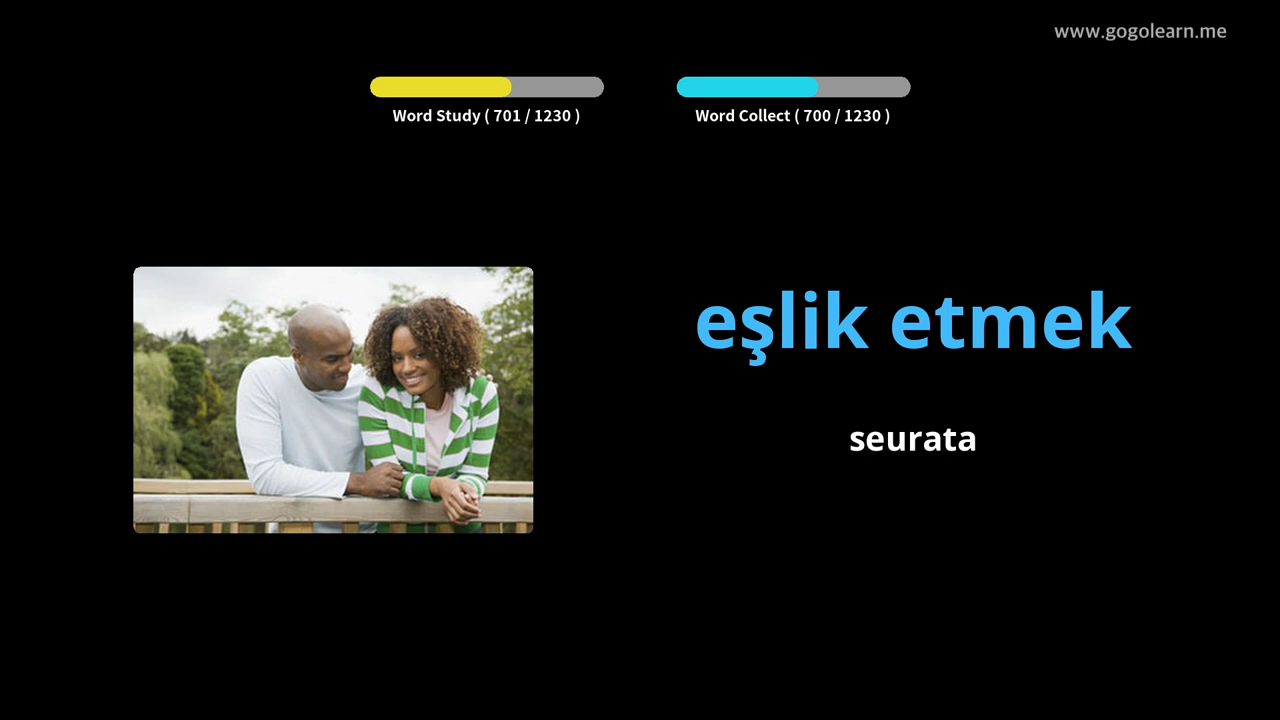 www.gogolearn.me
Word Study ( 701 / 1230 )
Word Collect ( 700 / 1230 )
eşlik etmek
seurata